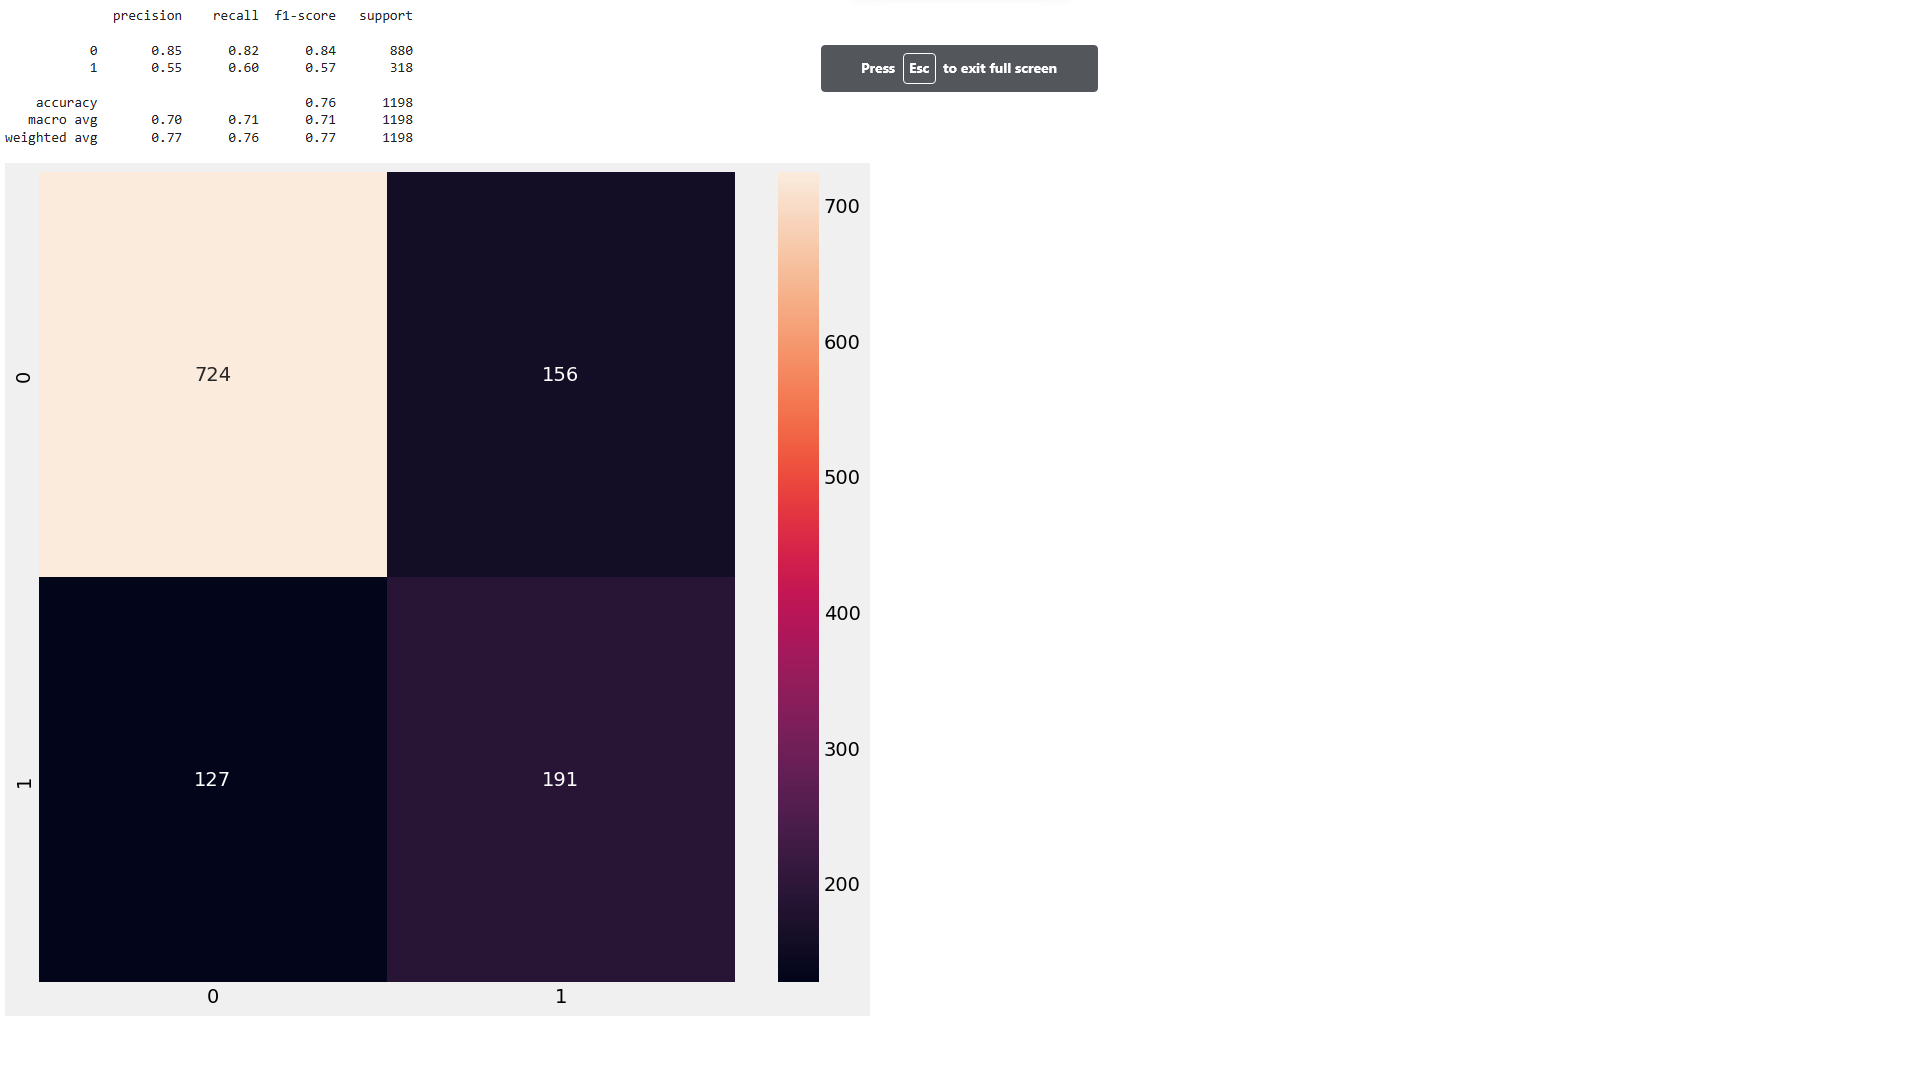 precision recall f1-score support
0 0.85 0.82 0.84 880
1 0.55 0.60 0.57 318
accuracy 0.76 1198
macro avg 0.70 0.71 0.71 1198
weighted avg 0.77 0.76 0.77 1198
Press Esc to exit full screen
0
724
156
1
127
191
0
1
700
600
500
400
300
200